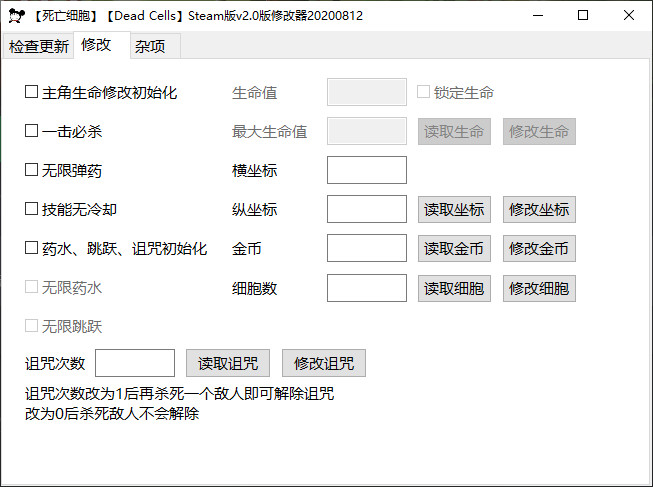 【死亡细胞】【Dead Cells】Steam版v2.0版修改器20200812
检查更新 修改 杂项
主角生命修改初始化 生命值 锁定生命
一击必杀 最大生命值 读取生命 修改生命
无限弹药 横坐标
技能无冷却 纵坐标 读取坐标 修改坐标
药水、跳跃、诅咒初始化 金币 读取金币 修改金币
无限药水 细胞数 读取细胞 修改细胞
无限跳跃
诅咒次数 读取诅咒 修改诅咒
诅咒次数改为1后再杀死一个敌人即可解除诅咒
改为0后杀死敌人不会解除